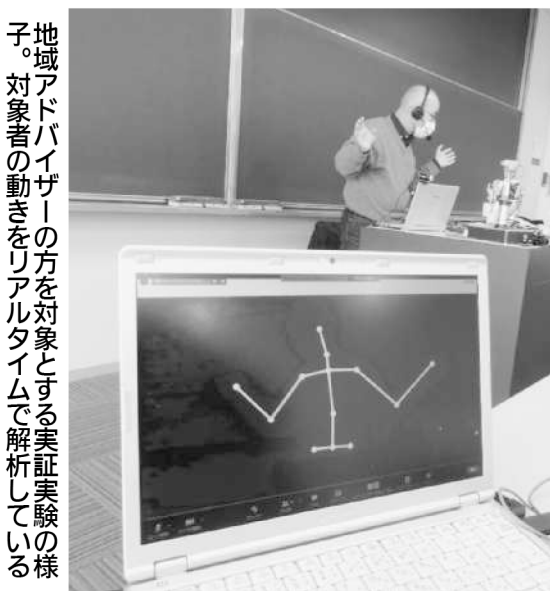 地域アドバイザーの方を対象とする実証実験の様
子。対象者の動きをリアルタイムで解析している